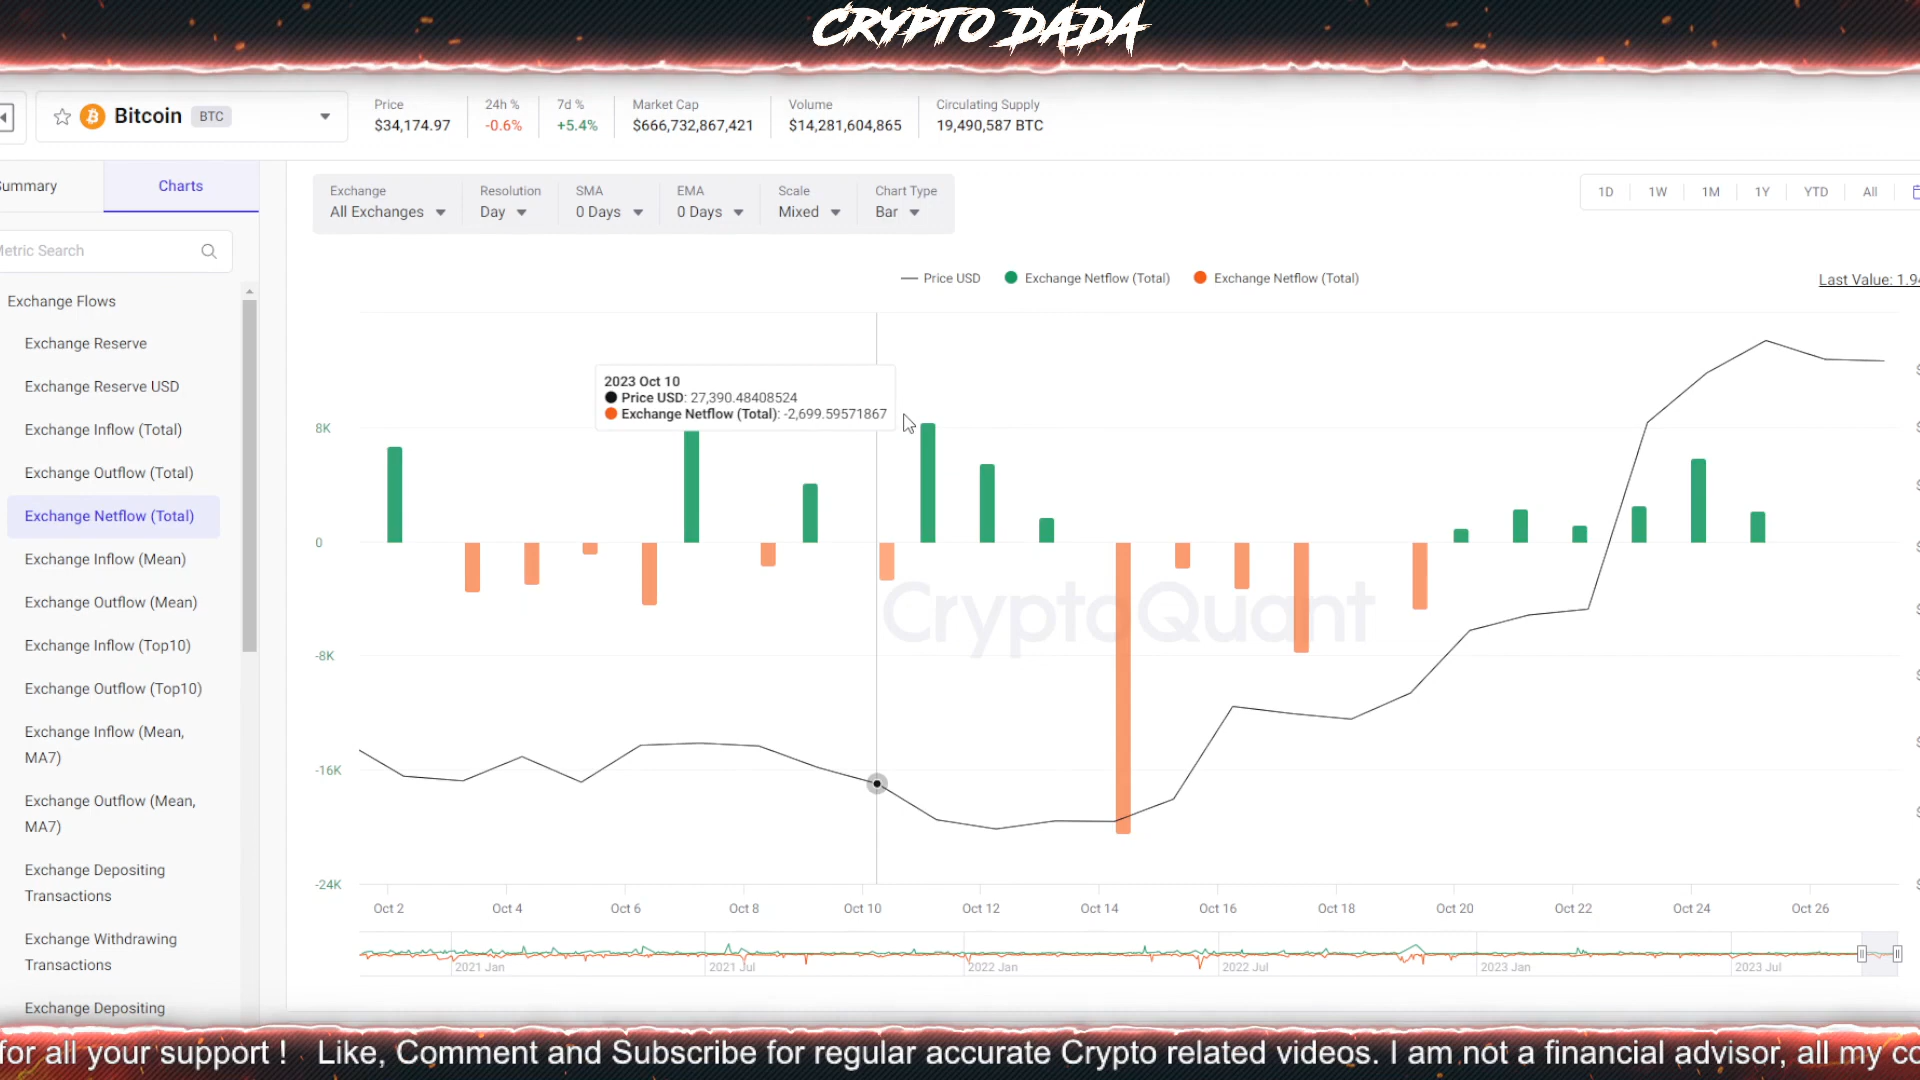 CRYPTO DADA
Bitcoin BTC
Price
$34,174.97
24h %
-0.6%
7d %
+5.4%
Market Cap
$666,732,867,421
Volume
$14,281,604,865
Circulating Supply
19,490,587 BTC
Summary
Charts
Metric Search
Exchange Flows
Exchange Reserve
Exchange Reserve USD
Exchange Inflow (Total)
Exchange Outflow (Total)
Exchange Netflow (Total)
Exchange Inflow (Mean)
Exchange Outflow (Mean)
Exchange Inflow (Top10)
Exchange Outflow (Top10)
Exchange Inflow (Mean,
MA7)
Exchange Outflow (Mean,
MA7)
Exchange Depositing
Transactions
Exchange Withdrawing
Transactions
Exchange Depositing
Exchange
All Exchanges
Resolution
Day
SMA
0 Days
EMA
0 Days
Scale
Mixed
Chart Type
Bar
1D 1W 1M 1Y YTD All
Price USD Exchange Netflow (Total) Exchange Netflow (Total)
Last Value: 1.94
2023 Oct 10
Price USD: 27,390.48408524
Exchange Netflow (Total): -2,699.59571867
8K
0
-8K
-16K
-24K
CryptoQuant
Oct 2 Oct 4 Oct 6 Oct 8 Oct 10 Oct 12 Oct 14 Oct 16 Oct 18 Oct 20 Oct 22 Oct 24 Oct 26
2021 Jan 2021 Jul 2022 Jan 2022 Jul 2023 Jan 2023 Jul
for all your support ! Like, Comment and Subscribe for regular accurate Crypto related videos. I am not a financial advisor, all my co